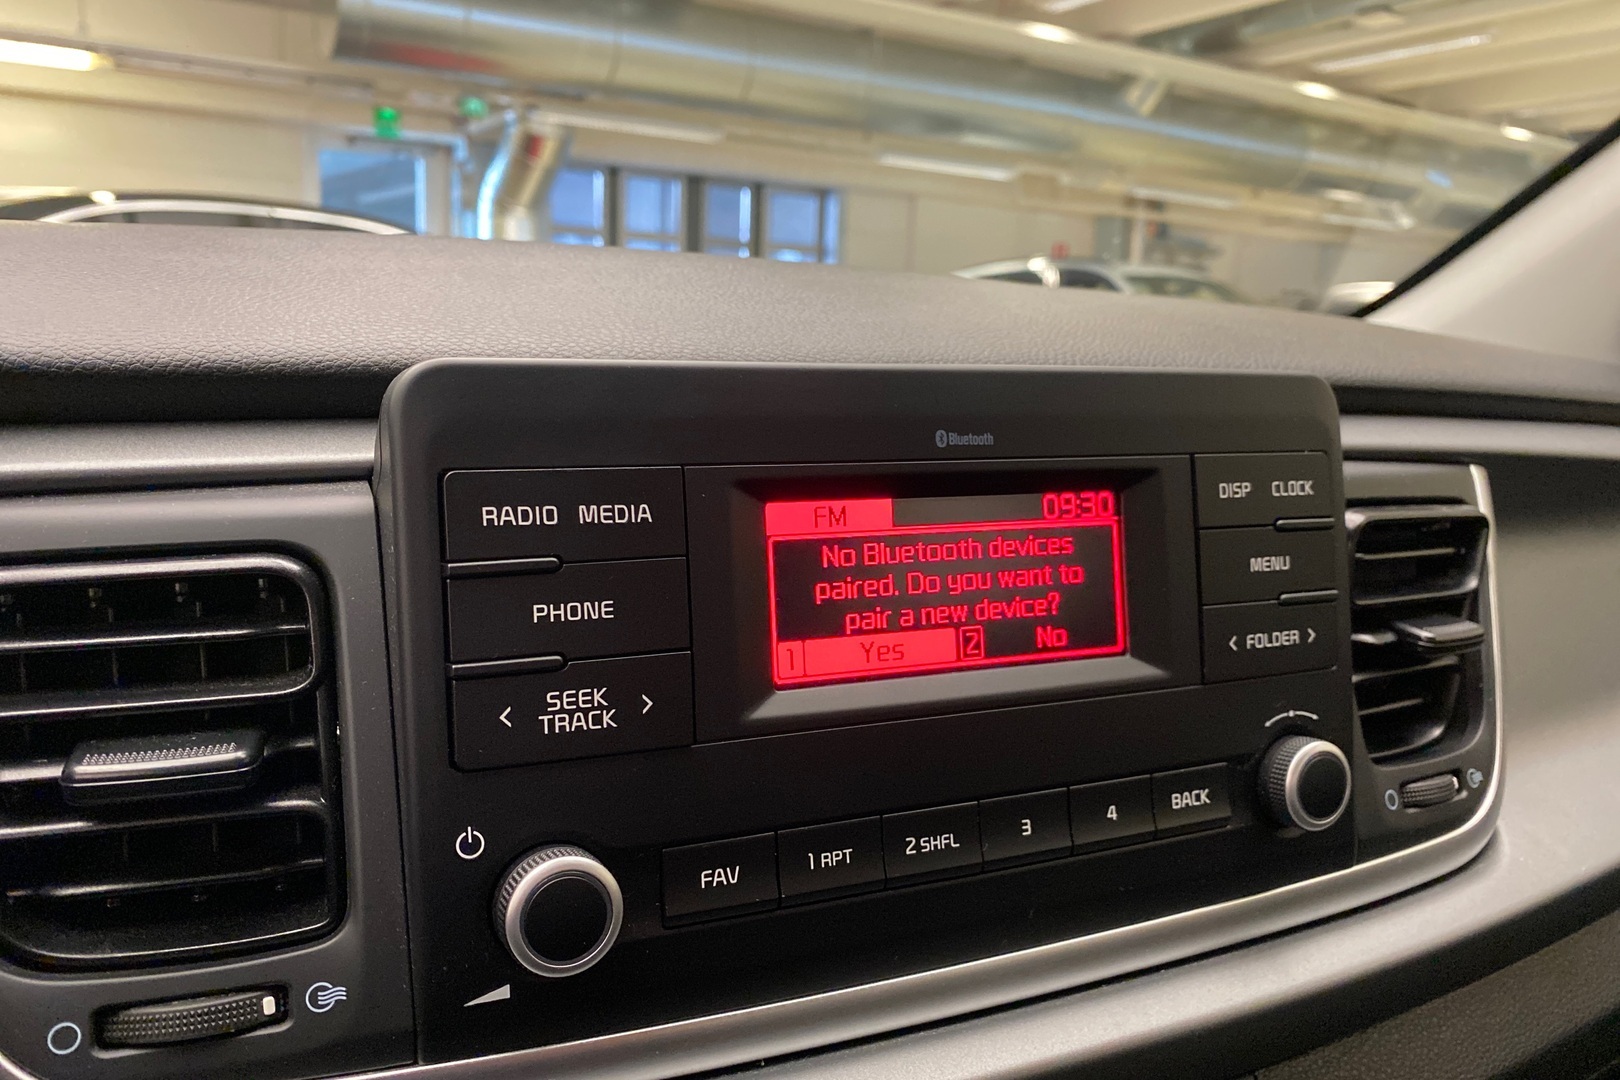 Bluetooth
RADIO MEDIA
PHONE
< SEEK TRACK >
FM 09:30
No Bluetooth devices
paired. Do you want to
pair a new device?
1 Yes 2 No
DISP CLOCK
MENU
< FOLDER >
FAV 1 RPT 2 SHFL 3 4 BACK